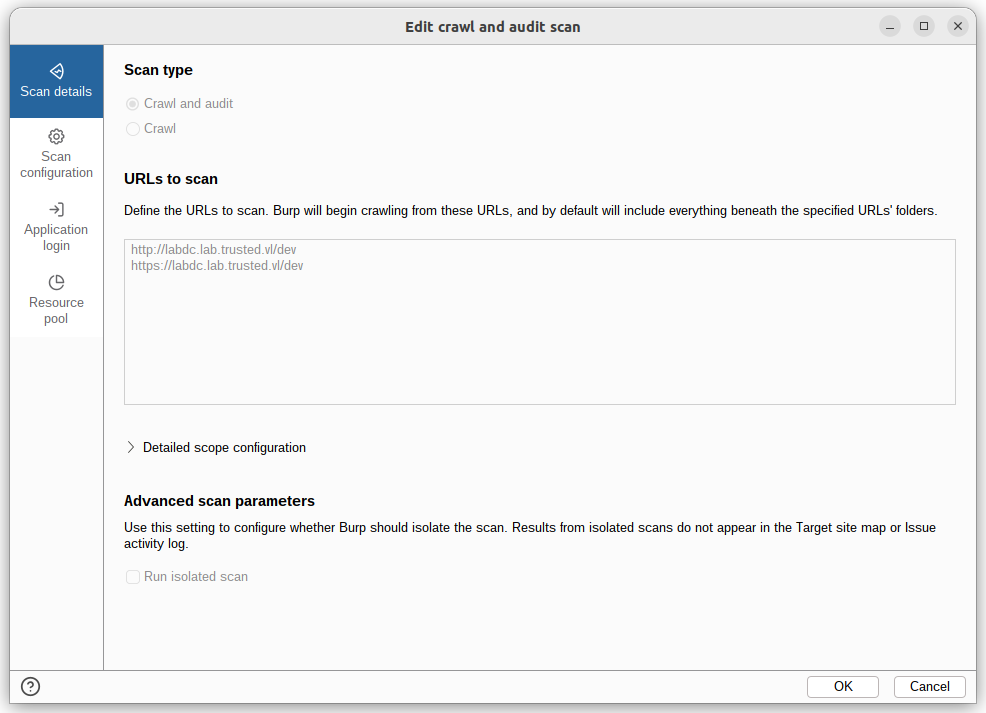 Edit crawl and audit scan
Scan details
Scan
configuration
Application
login
Resource
pool
Scan type
Crawl and audit
Crawl
URLs to scan
Define the URLs to scan. Burp will begin crawling from these URLs, and by default will include everything beneath the specified URLs' folders.
http://labdc.lab.trusted.vl/dev
https://labdc.lab.trusted.vl/dev
Detailed scope configuration
Advanced scan parameters
Use this setting to configure whether Burp should isolate the scan. Results from isolated scans do not appear in the Target site map or Issue
activity log.
Run isolated scan
OK
Cancel